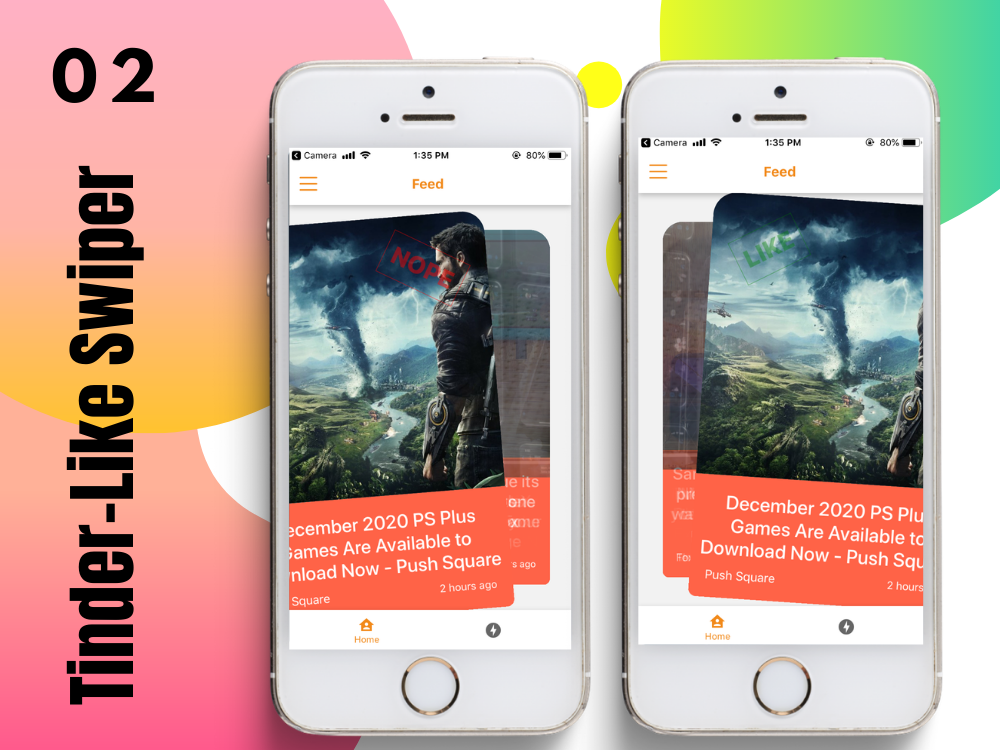 02
Tinder-Like Swiper
Camera
1:35 PM
80%
Feed
NOPE
ecember 2020 PS Plus
Games Are Available to
nload Now - Push Square
Square
2 hours ago
s ago
Home
Camera
1:35 PM
80%
Feed
LIKE
December 2020 PS Plu
Games Are Available to
Download Now - Push Squ
Push Square
2 hours
Home